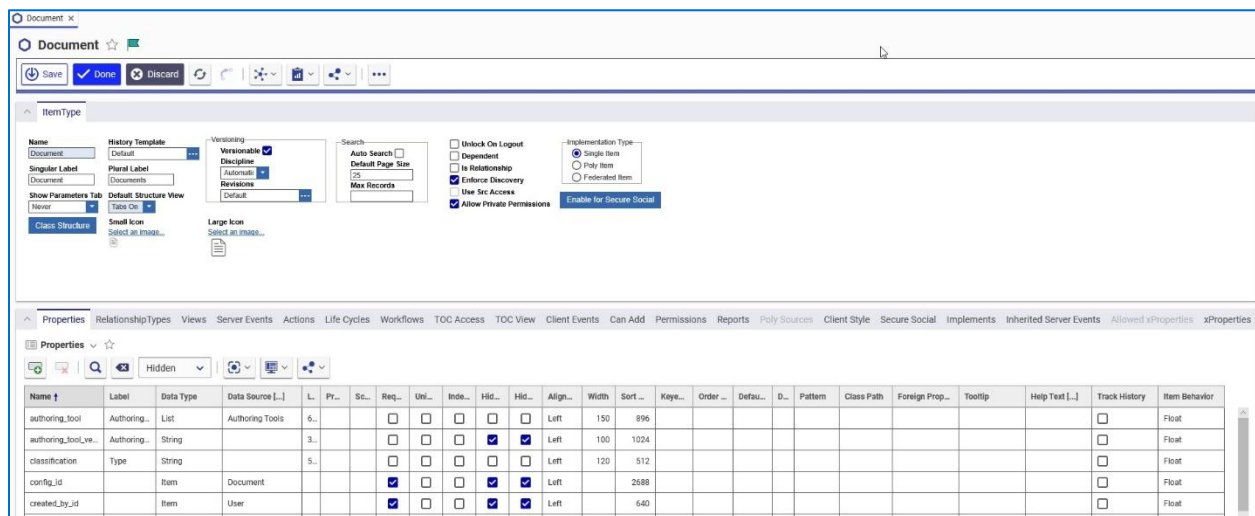 Document ×
Document
Save Done Discard
ItemType
Name
Document
History Template
Default
Singular Label
Document
Plural Label
Documents
Show Parameters Tab
Never
Default Structure View
Tabs On
Class Structure
Small Icon
Select an image...
Large Icon
Select an image...
Versioning
Versionable
Discipline
Automatic
Revisions
Default
Search
Auto Search
Default Page Size
25
Max Records
Unlock On Logout
Dependent
Is Relationship
Enforce Discovery
Use Src Access
Allow Private Permissions
Implementation Type
Single Item
Poly Item
Federated Item
Enable for Secure Social
Properties RelationshipTypes Views Server Events Actions Life Cycles Workflows TOC Access TOC View Client Events Can Add Permissions Reports Poly Sources Client Style Secure Social Implements Inherited Server Events Allowed xProperties xProperties
Properties
Hidden
Name Label Data Type Data Source [...] L... Pr... Sc... Req... Uni... Inde... Hid... Hid... Align... Width Sort ... Keye... Order ... Defau... D... Pattern Class Path Foreign Prop... Tooltip Help Text [...] Track History Item Behavior
authoring_tool Authoring... List Authoring Tools 6... Left 150 896 Float
authoring_tool_ve... Authoring... String 3... Left 100 1024 Float
classification Type String 5... Left 120 512 Float
config_id Item Document Left 2688 Float
created_by_id Item User Left 640 Float